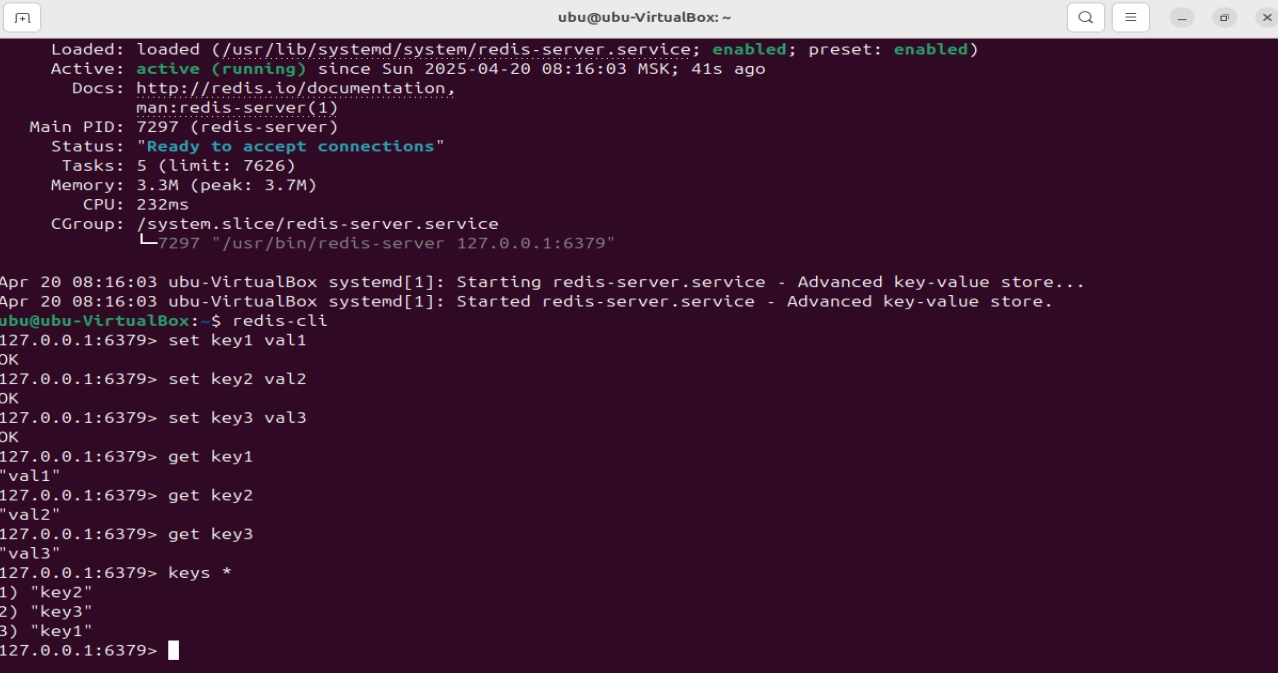 ubu@ubu-VirtualBox: ~
Loaded: loaded (/usr/lib/systemd/system/redis-server.service; enabled; preset: enabled)
Active: active (running) since Sun 2025-04-20 08:16:03 MSK; 41s ago
Docs: http://redis.io/documentation,
man:redis-server(1)
Main PID: 7297 (redis-server)
Status: "Ready to accept connections"
Tasks: 5 (limit: 7626)
Memory: 3.3M (peak: 3.7M)
CPU: 232ms
CGroup: /system.slice/redis-server.service
└─7297 "/usr/bin/redis-server 127.0.0.1:6379"
Apr 20 08:16:03 ubu-VirtualBox systemd[1]: Starting redis-server.service - Advanced key-value store...
Apr 20 08:16:03 ubu-VirtualBox systemd[1]: Started redis-server.service - Advanced key-value store.
ubu@ubu-VirtualBox:~$ redis-cli
127.0.0.1:6379> set key1 val1
OK
127.0.0.1:6379> set key2 val2
OK
127.0.0.1:6379> set key3 val3
OK
127.0.0.1:6379> get key1
"val1"
127.0.0.1:6379> get key2
"val2"
127.0.0.1:6379> get key3
"val3"
127.0.0.1:6379> keys *
1) "key2"
2) "key3"
3) "key1"
127.0.0.1:6379>